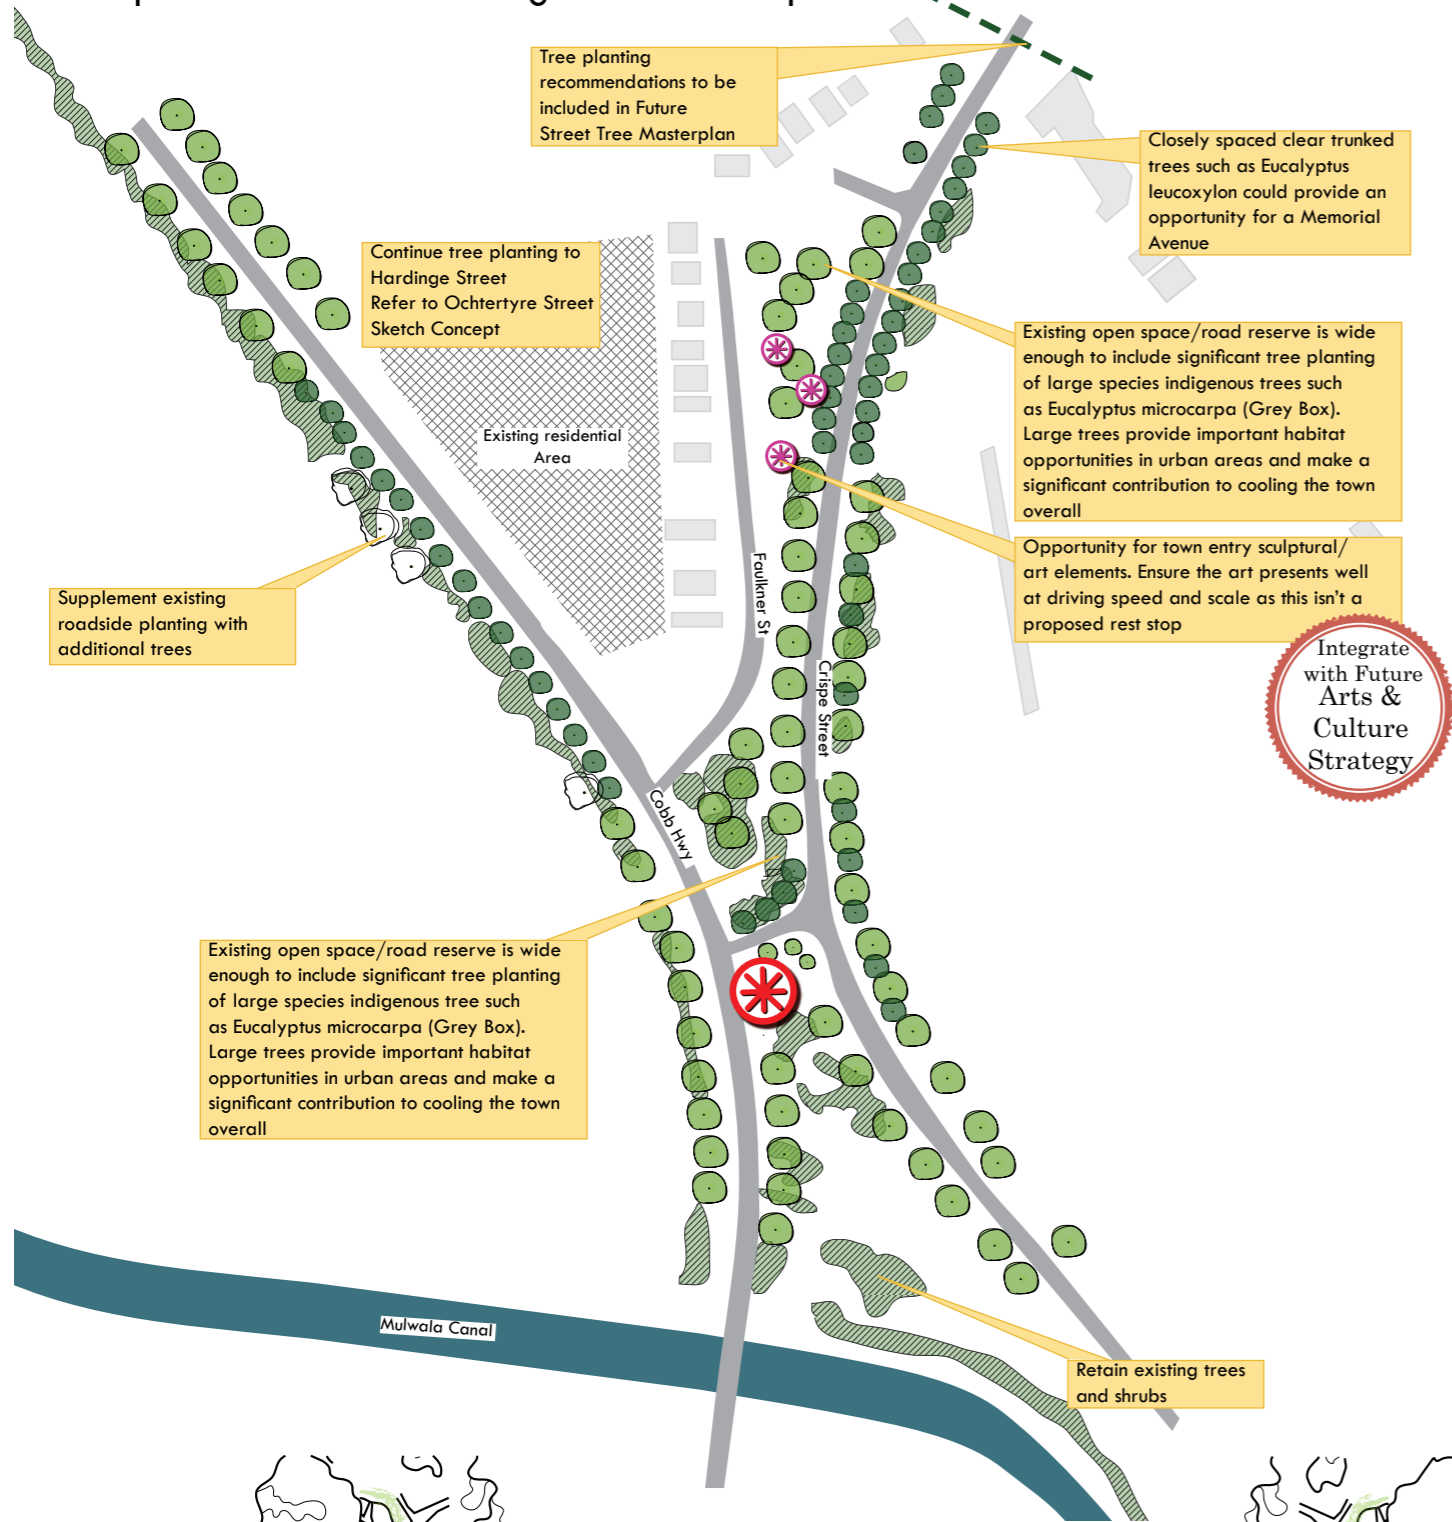 Tree planting
recommendations to be
included in Future
Street Tree Masterplan
Closely spaced clear trunked
trees such as Eucalyptus
leucoxylon could provide an
opportunity for a Memorial
Avenue
Continue tree planting to
Hardinge Street
Refer to Ochtertyre Street
Sketch Concept
Existing open space/road reserve is wide
enough to include significant tree planting
of large species indigenous trees such
as Eucalyptus microcarpa (Grey Box).
Large trees provide important habitat
opportunities in urban areas and make a
significant contribution to cooling the town
overall
Existing residential
Area
Opportunity for town entry sculptural/
art elements. Ensure the art presents well
at driving speed and scale as this isn't a
proposed rest stop
Faulkner St
Supplement existing
roadside planting with
additional trees
Integrate
with Future
Arts &
Culture
Strategy
Crispe Street
Cobb Hwy
Existing open space/road reserve is wide
enough to include significant tree planting
of large species indigenous tree such
as Eucalyptus microcarpa (Grey Box).
Large trees provide important habitat
opportunities in urban areas and make a
significant contribution to cooling the town
overall
Mulwala Canal
Retain existing trees
and shrubs